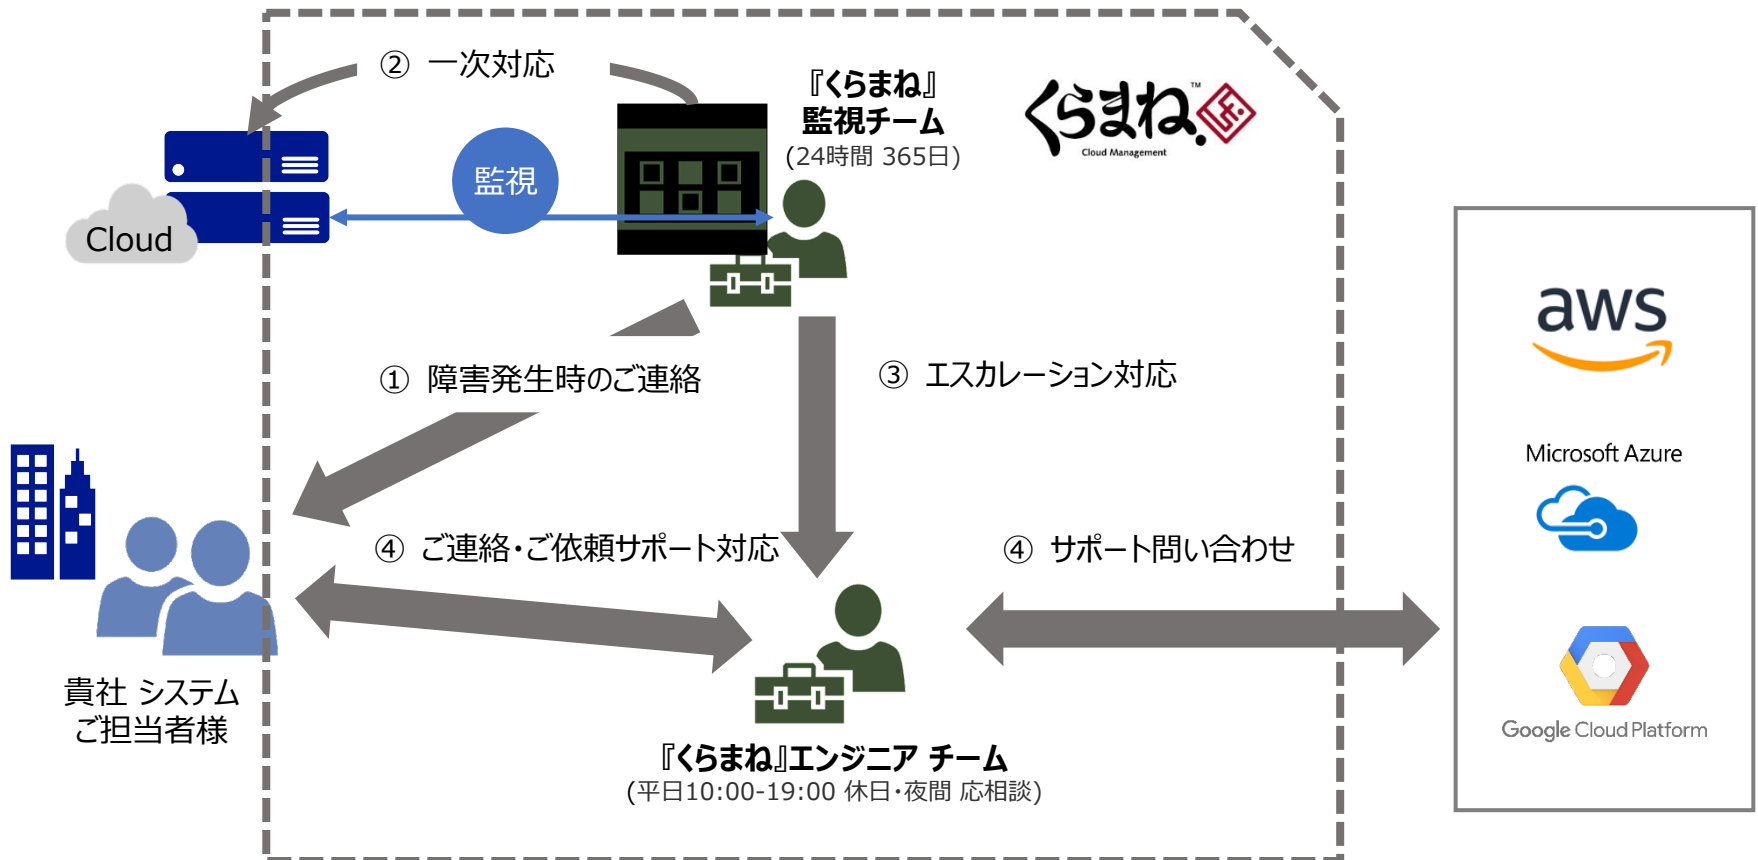 ② 一次対応
『くらまね』
監視チーム
(24時間 365日)
くらまね
TM
Cloud Management
監視
Cloud
① 障害発生時のご連絡
③ エスカレーション対応
aws
Microsoft Azure
④ ご連絡・ご依頼サポート対応
④ サポート問い合わせ
貴社 システム
ご担当者様
Google Cloud Platform
『くらまね』エンジニア チーム
(平日10:00-19:00 休日・夜間 応相談)